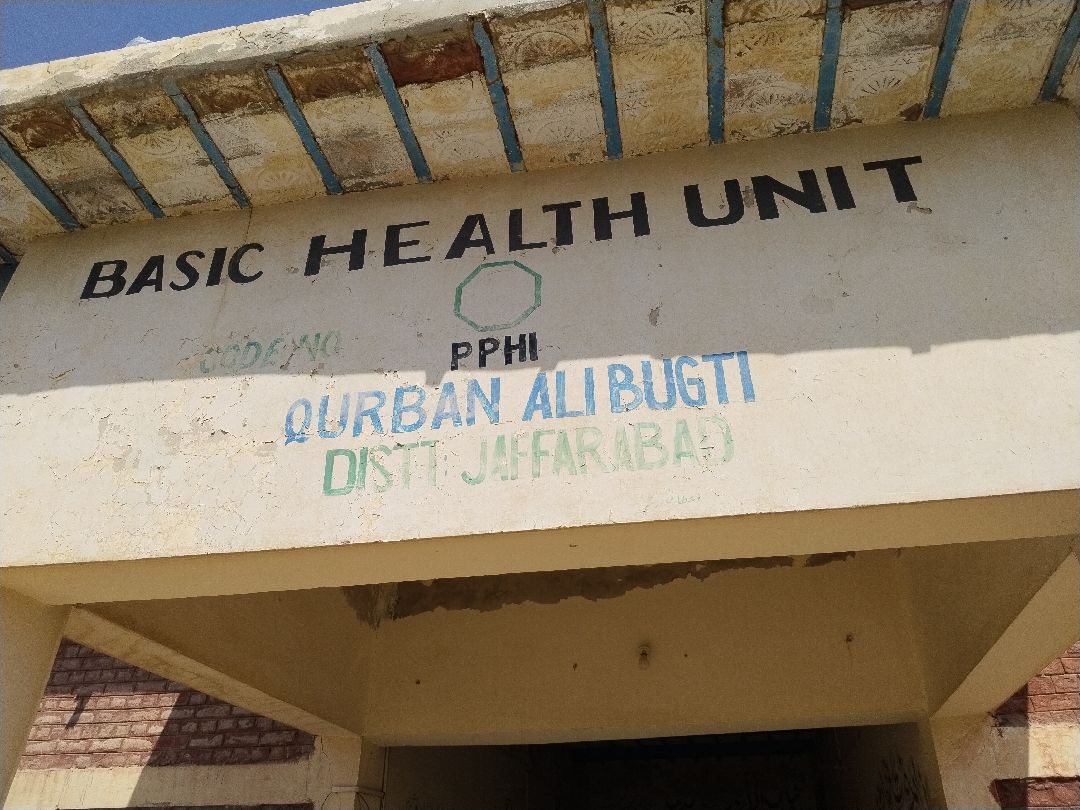 BASIC HEALTH UNIT
CODE NO
PPHI
QURBAN ALI BUGTI
DISTT JAFFARABAD